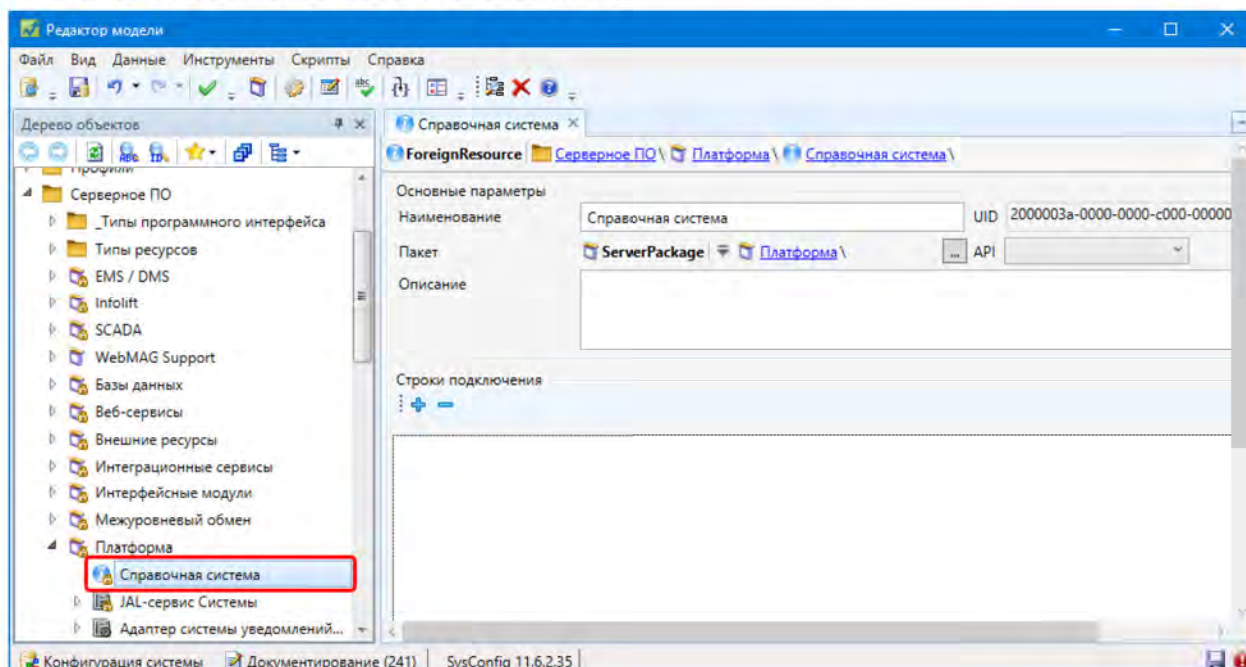 Редактор модели
Файл Вид Данные Инструменты Скрипты Справка
Дерево объектов
Профили
Серверное ПО
_Типы программного интерфейса
Типы ресурсов
EMS / DMS
Infolift
SCADA
WebMAG Support
Базы данных
Веб-сервисы
Внешние ресурсы
Интеграционные сервисы
Интерфейсные модули
Межуровневый обмен
Платформа
Справочная система
JAL-сервис Системы
Адаптер системы уведомлений...
Справочная система
ForeignResource Серверное ПО\ Платформа\ Справочная система\
Основные параметры
Наименование Справочная система UID 2000003a-0000-0000-c000-00000
Пакет ServerPackage Платформа\ ... API
Описание
Строки подключения
Конфигурация системы Документирование (241) SysConfig 11.6.2.35